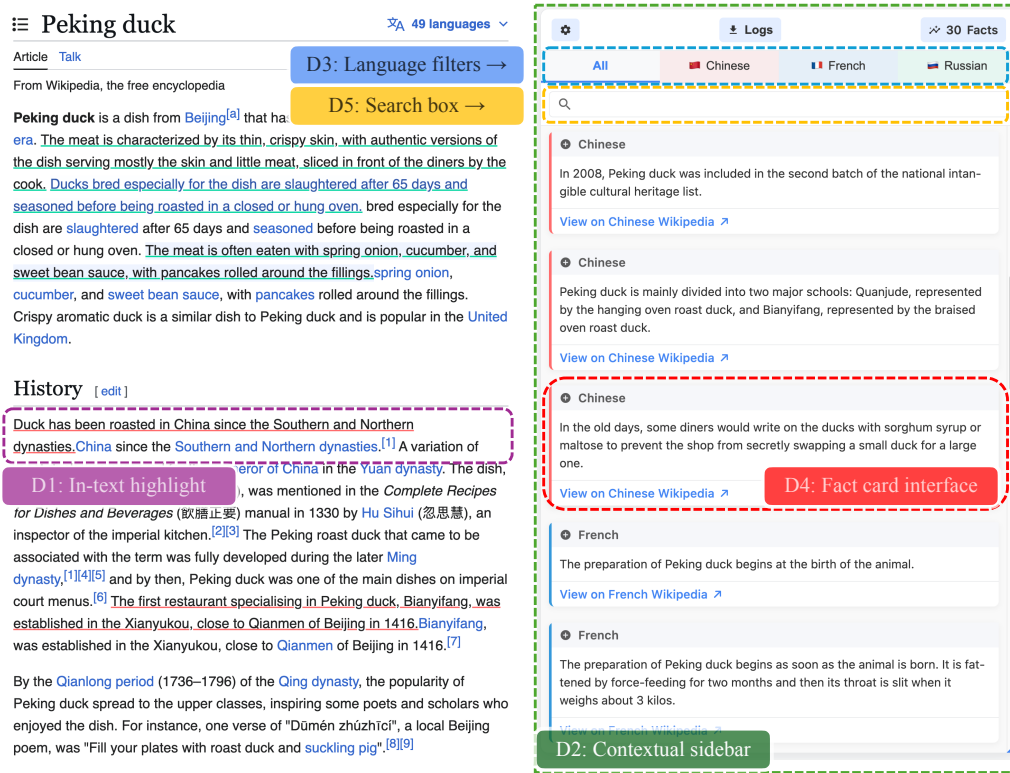 Peking duck
49 languages
Article Talk
D3: Language filters →
From Wikipedia, the free encyclopedia
D5: Search box →
Peking duck is a dish from Beijing[a] that ha
era. The meat is characterized by its thin, crispy skin, with authentic versions of
the dish serving mostly the skin and little meat, sliced in front of the diners by the
cook. Ducks bred especially for the dish are slaughtered after 65 days and
seasoned before being roasted in a closed or hung oven. bred especially for the
dish are slaughtered after 65 days and seasoned before being roasted in a
closed or hung oven. The meat is often eaten with spring onion, cucumber, and
sweet bean sauce, with pancakes rolled around the fillings.spring onion,
cucumber, and sweet bean sauce, with pancakes rolled around the fillings.
Crispy aromatic duck is a similar dish to Peking duck and is popular in the United
Kingdom.
History [ edit ]
Duck has been roasted in China since the Southern and Northern
dynasties.China since the Southern and Northern dynasties.[1] A variation of
eror of China in the Yuan dynasty. The dish,
D1: In-text highlight
), was mentioned in the Complete Recipes
for Dishes and Beverages (飲膳正要) manual in 1330 by Hu Sihui (忽思慧), an
inspector of the imperial kitchen.[2][3] The Peking roast duck that came to be
associated with the term was fully developed during the later Ming
dynasty,[1][4][5] and by then, Peking duck was one of the main dishes on imperial
court menus.[6] The first restaurant specialising in Peking duck, Bianyifang, was
established in the Xianyukou, close to Qianmen of Beijing in 1416.Bianyifang,
was established in the Xianyukou, close to Qianmen of Beijing in 1416.[7]
By the Qianlong period (1736–1796) of the Qing dynasty, the popularity of
Peking duck spread to the upper classes, inspiring some poets and scholars who
enjoyed the dish. For instance, one verse of "Dūmén zhúzhīcí", a local Beijing
poem, was "Fill your plates with roast duck and suckling pig".[8][9]
Logs
30 Facts
All Chinese French Russian
Chinese
In 2008, Peking duck was included in the second batch of the national intan-
gible cultural heritage list.
View on Chinese Wikipedia ↗
Chinese
Peking duck is mainly divided into two major schools: Quanjude, represented
by the hanging oven roast duck, and Bianyifang, represented by the braised
oven roast duck.
View on Chinese Wikipedia ↗
Chinese
In the old days, some diners would write on the ducks with sorghum syrup or
maltose to prevent the shop from secretly swapping a small duck for a large
one.
View on Chinese Wikipedia ↗
D4: Fact card interface
French
The preparation of Peking duck begins at the birth of the animal.
View on French Wikipedia ↗
French
The preparation of Peking duck begins as soon as the animal is born. It is fat-
tened by force-feeding for two months and then its throat is slit when it
weighs about 3 kilos.
View on French Wikipedia ↗
D2: Contextual sidebar